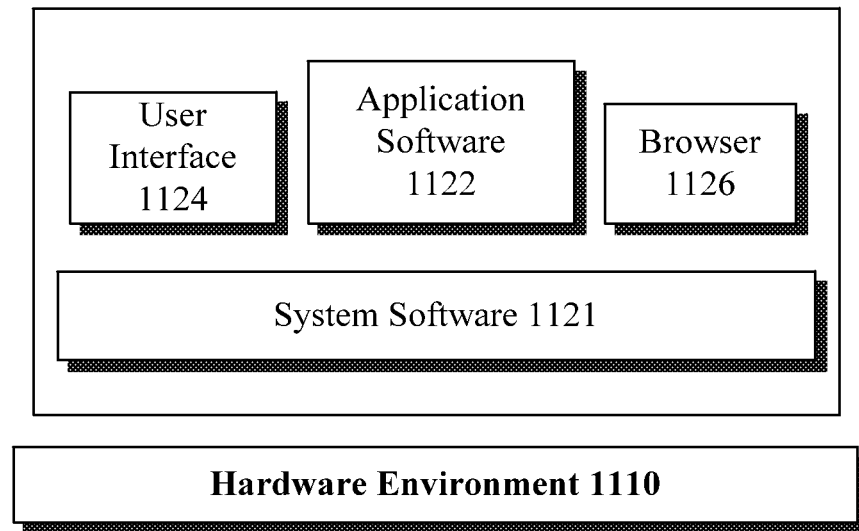 User
Interface
1124
Application
Software
1122
Browser
1126
System Software 1121
Hardware Environment 1110